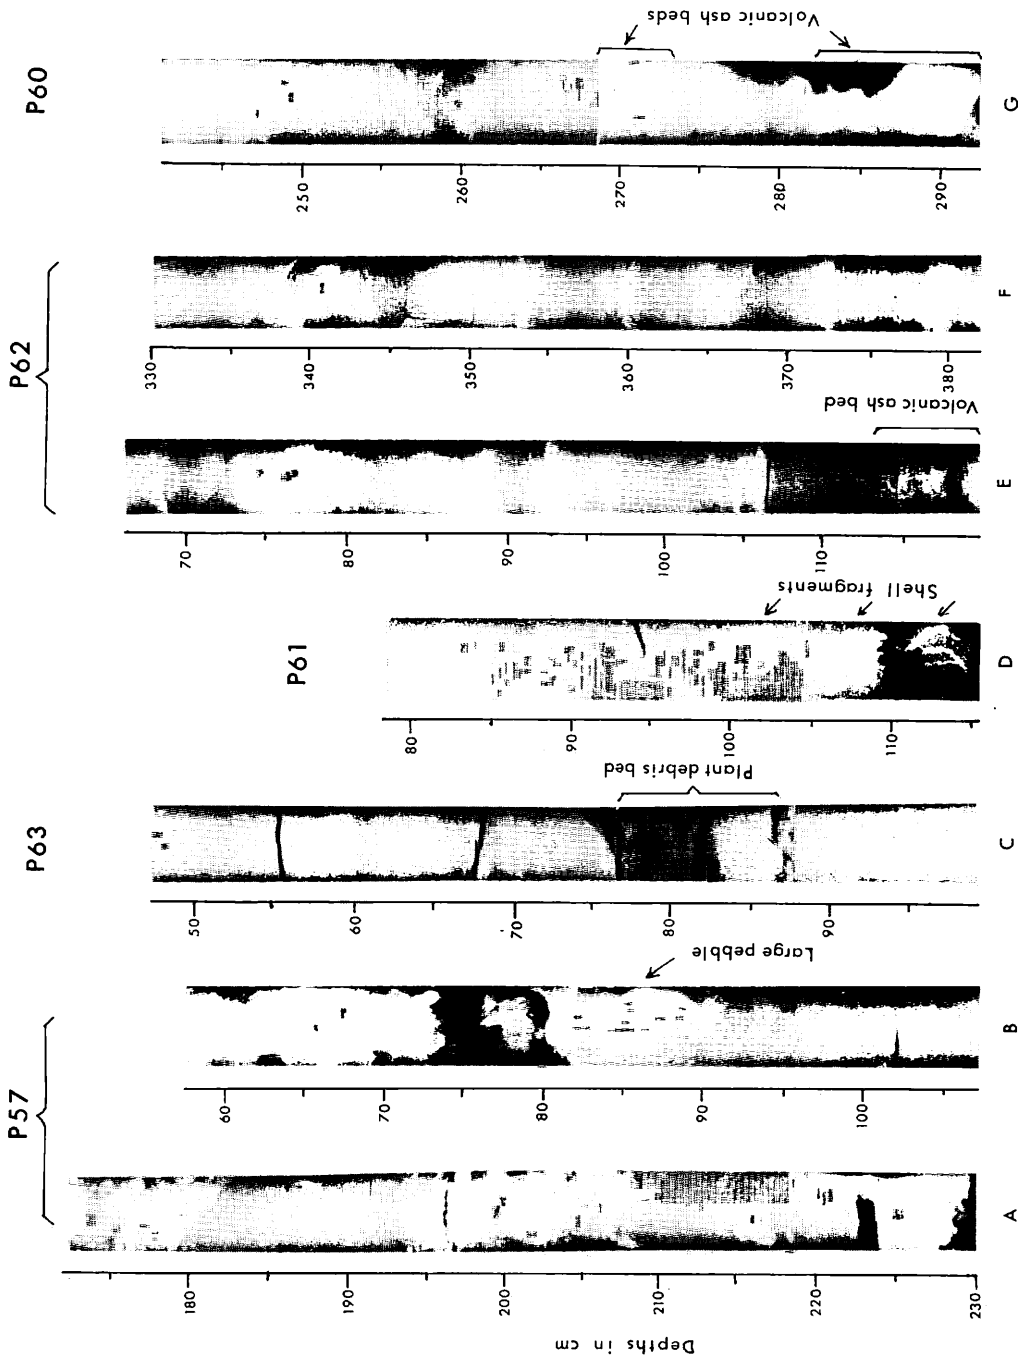 P57
P63
P61
P62
P60
Depths in cm
180
190
200
210
220
230
A
60
70
80
90
100
B
Large pebble
50
60
70
80
90
C
Plant debris bed
80
90
100
110
D
Shell fragments
70
80
90
100
110
E
Volcanic ash bed
330
340
350
360
370
380
F
250
260
270
280
290
G
Volcanic ash beds